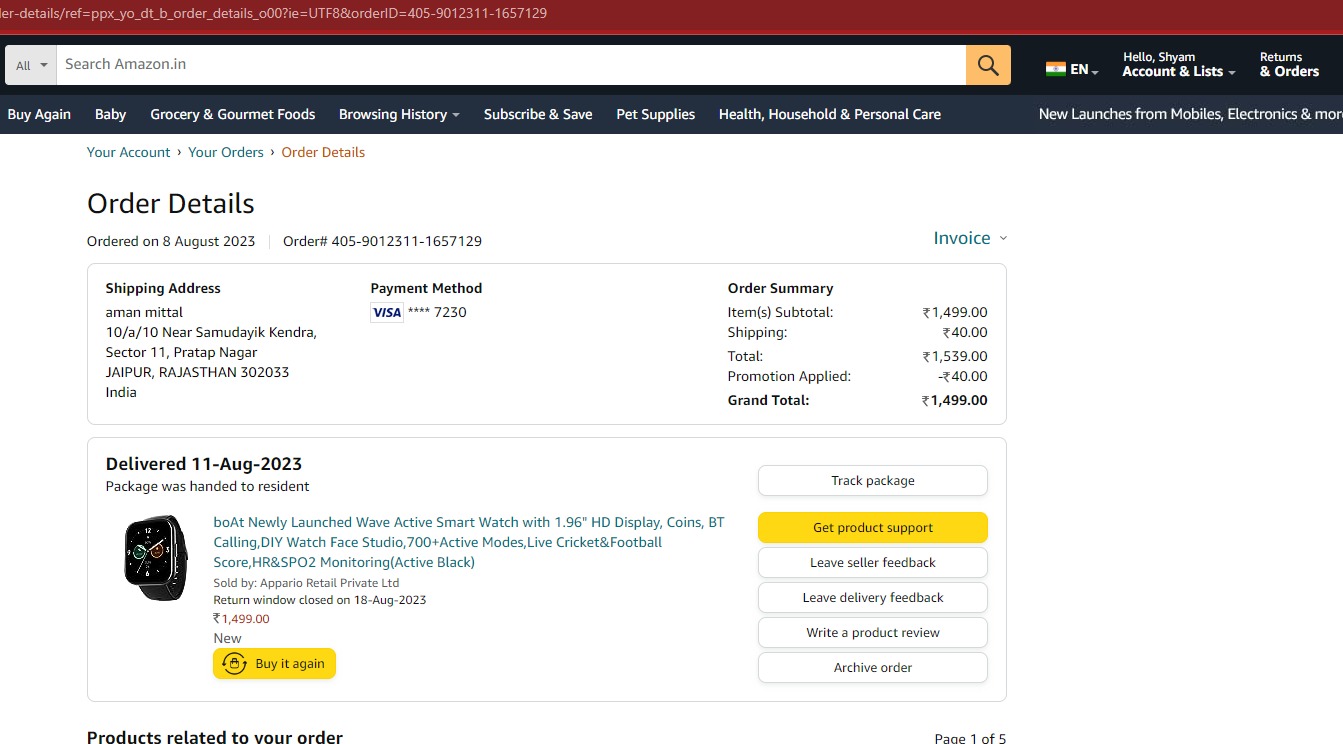 er-details/ref=ppx_yo_dt_b_order_details_o00?ie=UTF8&orderID=405-9012311-1657129
All Search Amazon.in EN Hello, Shyam Account & Lists Returns & Orders
Buy Again Baby Grocery & Gourmet Foods Browsing History Subscribe & Save Pet Supplies Health, Household & Personal Care New Launches from Mobiles, Electronics &
Your Account › Your Orders › Order Details
Order Details
Ordered on 8 August 2023 Order# 405-9012311-1657129 Invoice
Shipping Address
aman mittal
10/a/10 Near Samudayik Kendra,
Sector 11, Pratap Nagar
JAIPUR, RAJASTHAN 302033
India
Payment Method
VISA **** 7230
Order Summary
Item(s) Subtotal: ₹1,499.00
Shipping: ₹40.00
Total: ₹1,539.00
Promotion Applied: -₹40.00
Grand Total: ₹1,499.00
Delivered 11-Aug-2023
Package was handed to resident
boAt Newly Launched Wave Active Smart Watch with 1.96" HD Display, Coins, BT
Calling,DIY Watch Face Studio,700+Active Modes,Live Cricket&Football
Score,HR&SPO2 Monitoring(Active Black)
Sold by: Appario Retail Private Ltd
Return window closed on 18-Aug-2023
₹1,499.00
New
Buy it again
Track package
Get product support
Leave seller feedback
Leave delivery feedback
Write a product review
Archive order
Products related to your order Page 1 of 5